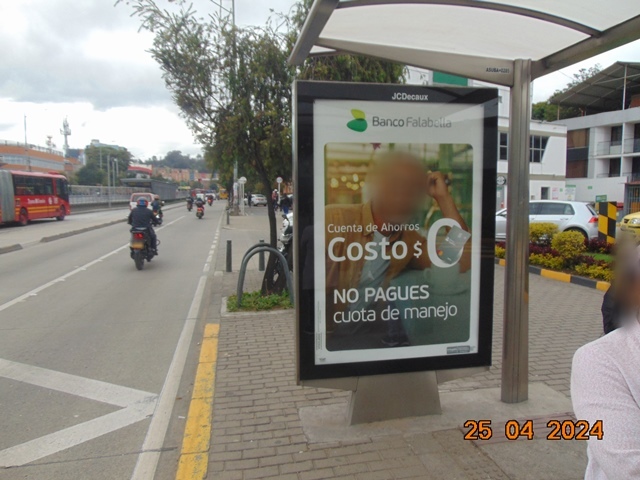 JCDecaux
Banco Falabella
Cuenta de Ahorros
Costo $0
NO PAGUES
cuota de manejo
25 04 2024